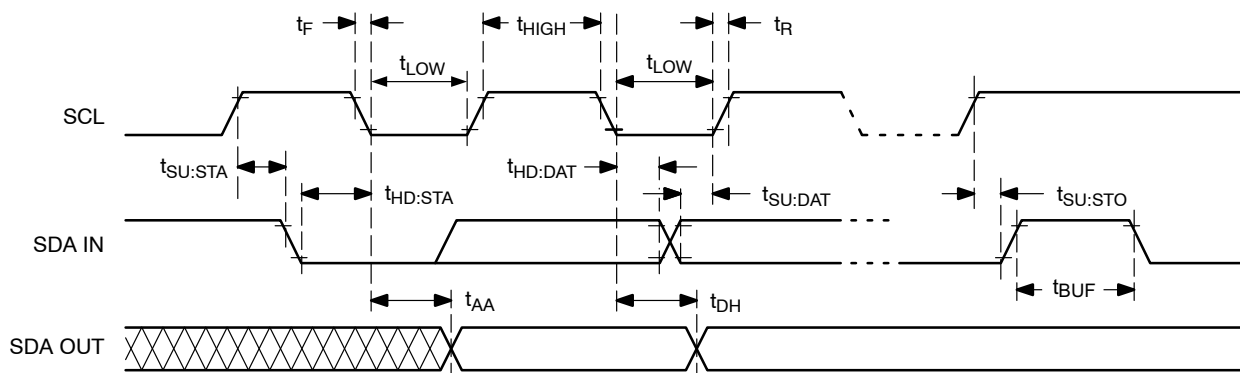 tF
tHIGH
tR
tLOW
tLOW
SCL
tSU:STA
tHD:STA
tHD:DAT
tSU:DAT
tSU:STO
SDA IN
tBUF
tAA
tDH
SDA OUT